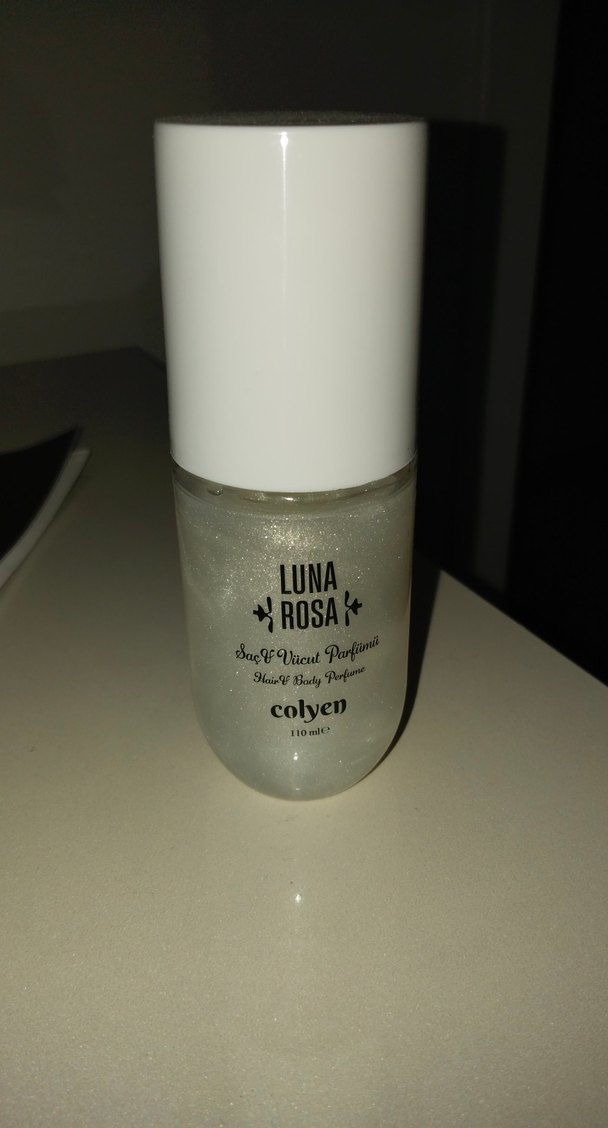 LUNA
ROSA
Saç & Vücut Parfümü
Hair & Body Perfume
colyen
110 ml ℮